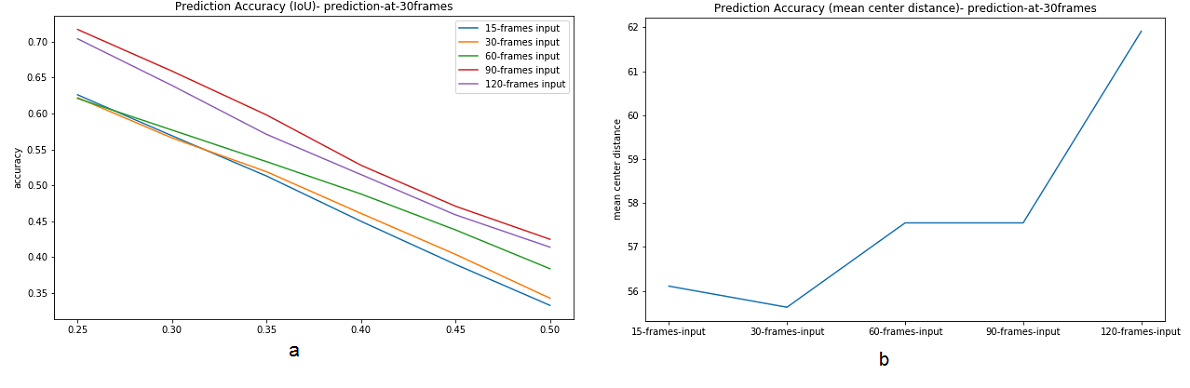 Prediction Accuracy (IoU)- prediction-at-30frames
15-frames input
30-frames input
60-frames input
90-frames input
120-frames input
accuracy
0.70
0.65
0.60
0.55
0.50
0.45
0.40
0.35
0.25 0.30 0.35 0.40 0.45 0.50
a
Prediction Accuracy (mean center distance)- prediction-at-30frames
mean center distance
62
61
60
59
58
57
56
15-frames-input 30-frames-input 60-frames-input 90-frames-input 120-frames-input
b